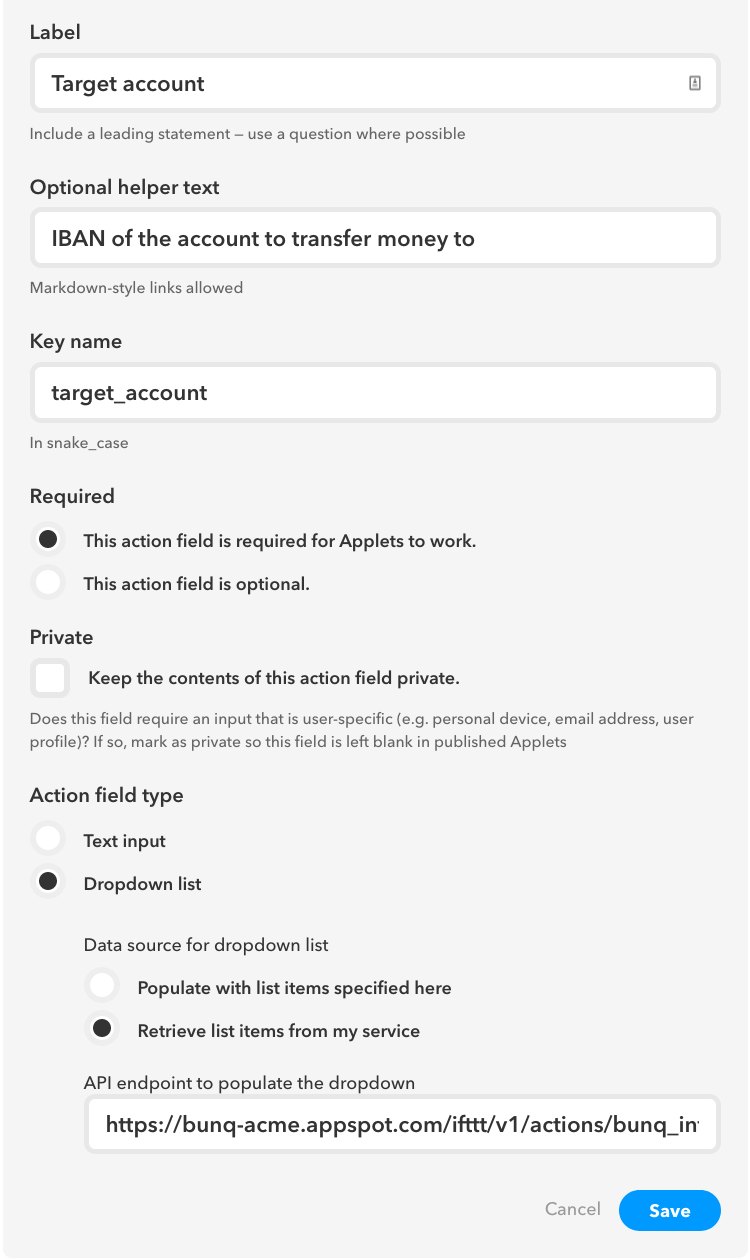 Label
Target account
Include a leading statement – use a question where possible
Optional helper text
IBAN of the account to transfer money to
Markdown-style links allowed
Key name
target_account
In snake_case
Required
This action field is required for Applets to work.
This action field is optional.
Private
Keep the contents of this action field private.
Does this field require an input that is user-specific (e.g. personal device, email address, user
profile)? If so, mark as private so this field is left blank in published Applets
Action field type
Text input
Dropdown list
Data source for dropdown list
Populate with list items specified here
Retrieve list items from my service
API endpoint to populate the dropdown
https://bunq-acme.appspot.com/ifttt/v1/actions/bunq_in
Cancel
Save